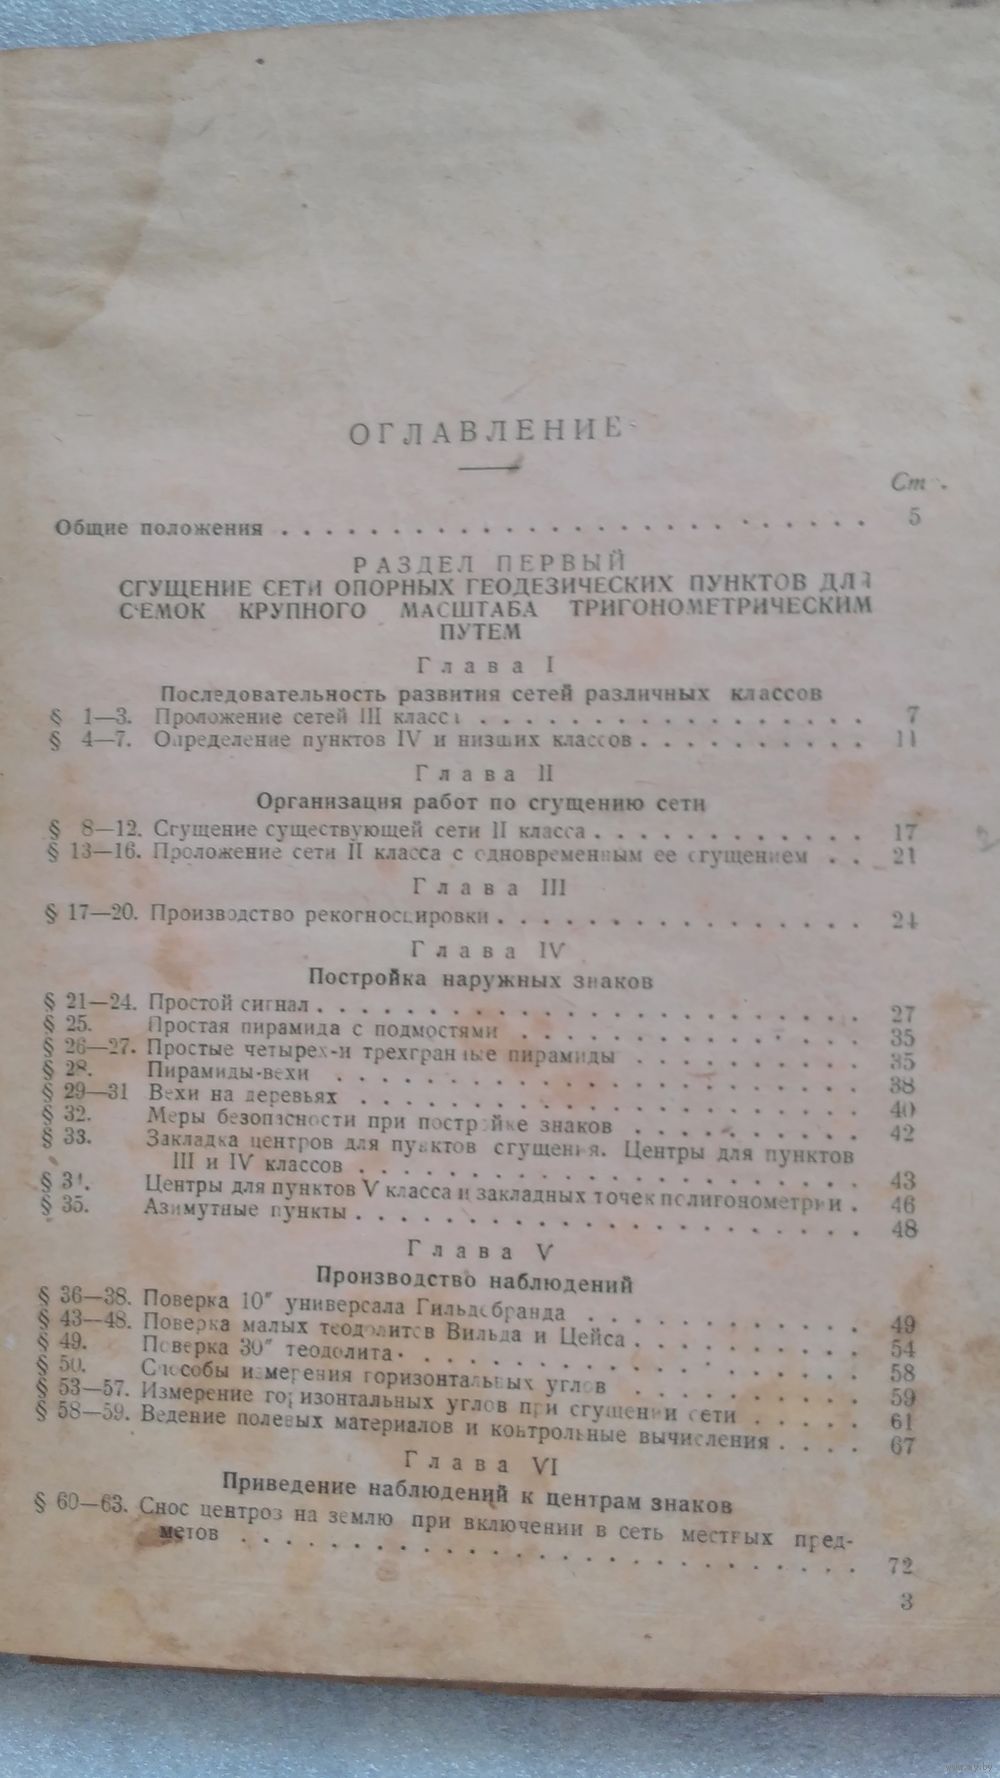 ОГЛАВЛЕНИЕ
Общие положения . . . . . . . . . . . . . . . . . . . . . . . . . . 5
РАЗДЕЛ ПЕРВЫЙ
СГУЩЕНИЕ СЕТИ ОПОРНЫХ ГЕОДЕЗИЧЕСКИХ ПУНКТОВ ДЛЯ
С'ЕМОК КРУПНОГО МАСШТАБА ТРИГОНОМЕТРИЧЕСКИМ
ПУТЕМ
Глава I
Последовательность развития сетей различных классов
§ 1—3. Проложение сетей III класса . . . . . . . . . . . . . . . . . 7
§ 4—7. Определение пунктов IV и низших классов . . . . . . . . . . 11
Глава II
Организация работ по сгущению сети
§ 8—12. Сгущение существующей сети II класса . . . . . . . . . . . . 17
§ 13—16. Проложение сети II класса с одновременным ее сгущением . . 21
Глава III
§ 17—20. Производство рекогносцировки . . . . . . . . . . . . . . . . 24
Глава IV
Постройка наружных знаков
§ 21—24. Простой сигнал . . . . . . . . . . . . . . . . . . . . . . . . 27
§ 25. Простая пирамида с подмостями . . . . . . . . . . . . . . . 35
§ 26—27. Простые четырех-и трехгранные пирамиды . . . . . . . . . . 35
§ 28. Пирамиды-вехи . . . . . . . . . . . . . . . . . . . . . . . 38
§ 29—31 Вехи на деревьях . . . . . . . . . . . . . . . . . . . . . . 40
§ 32. Меры безопасности при постройке знаков . . . . . . . . . . 42
§ 33. Закладка центров для пунктов сгущения. Центры для пунктов
III и IV классов . . . . . . . . . . . . . . . . . . . . . . 43
§ 34. Центры для пунктов V класса и закладных точек полигонометрии . 46
§ 35. Азимутные пункты . . . . . . . . . . . . . . . . . . . . . . 48
Глава V
Производство наблюдений
§ 36—38. Поверка 10" универсала Гильдебранда . . . . . . . . . . . . 49
§ 43—48. Поверка малых теодолитов Вильда и Цейса . . . . . . . . . . 54
§ 49. Поверка 30" теодолита . . . . . . . . . . . . . . . . . . . . 58
§ 50. Способы измерения горизонтальных углов . . . . . . . . . . 59
§ 53—57. Измерение горизонтальных углов при сгущении сети . . . . . 61
§ 58—59. Ведение полевых материалов и контрольные вычисления . . . . 67
Глава VI
Приведение наблюдений к центрам знаков
§ 60—63. Снос центров на землю при включении в сеть местных пред-
метов . . . . . . . . . . . . . . . . . . . . . . . . . . . 72
3